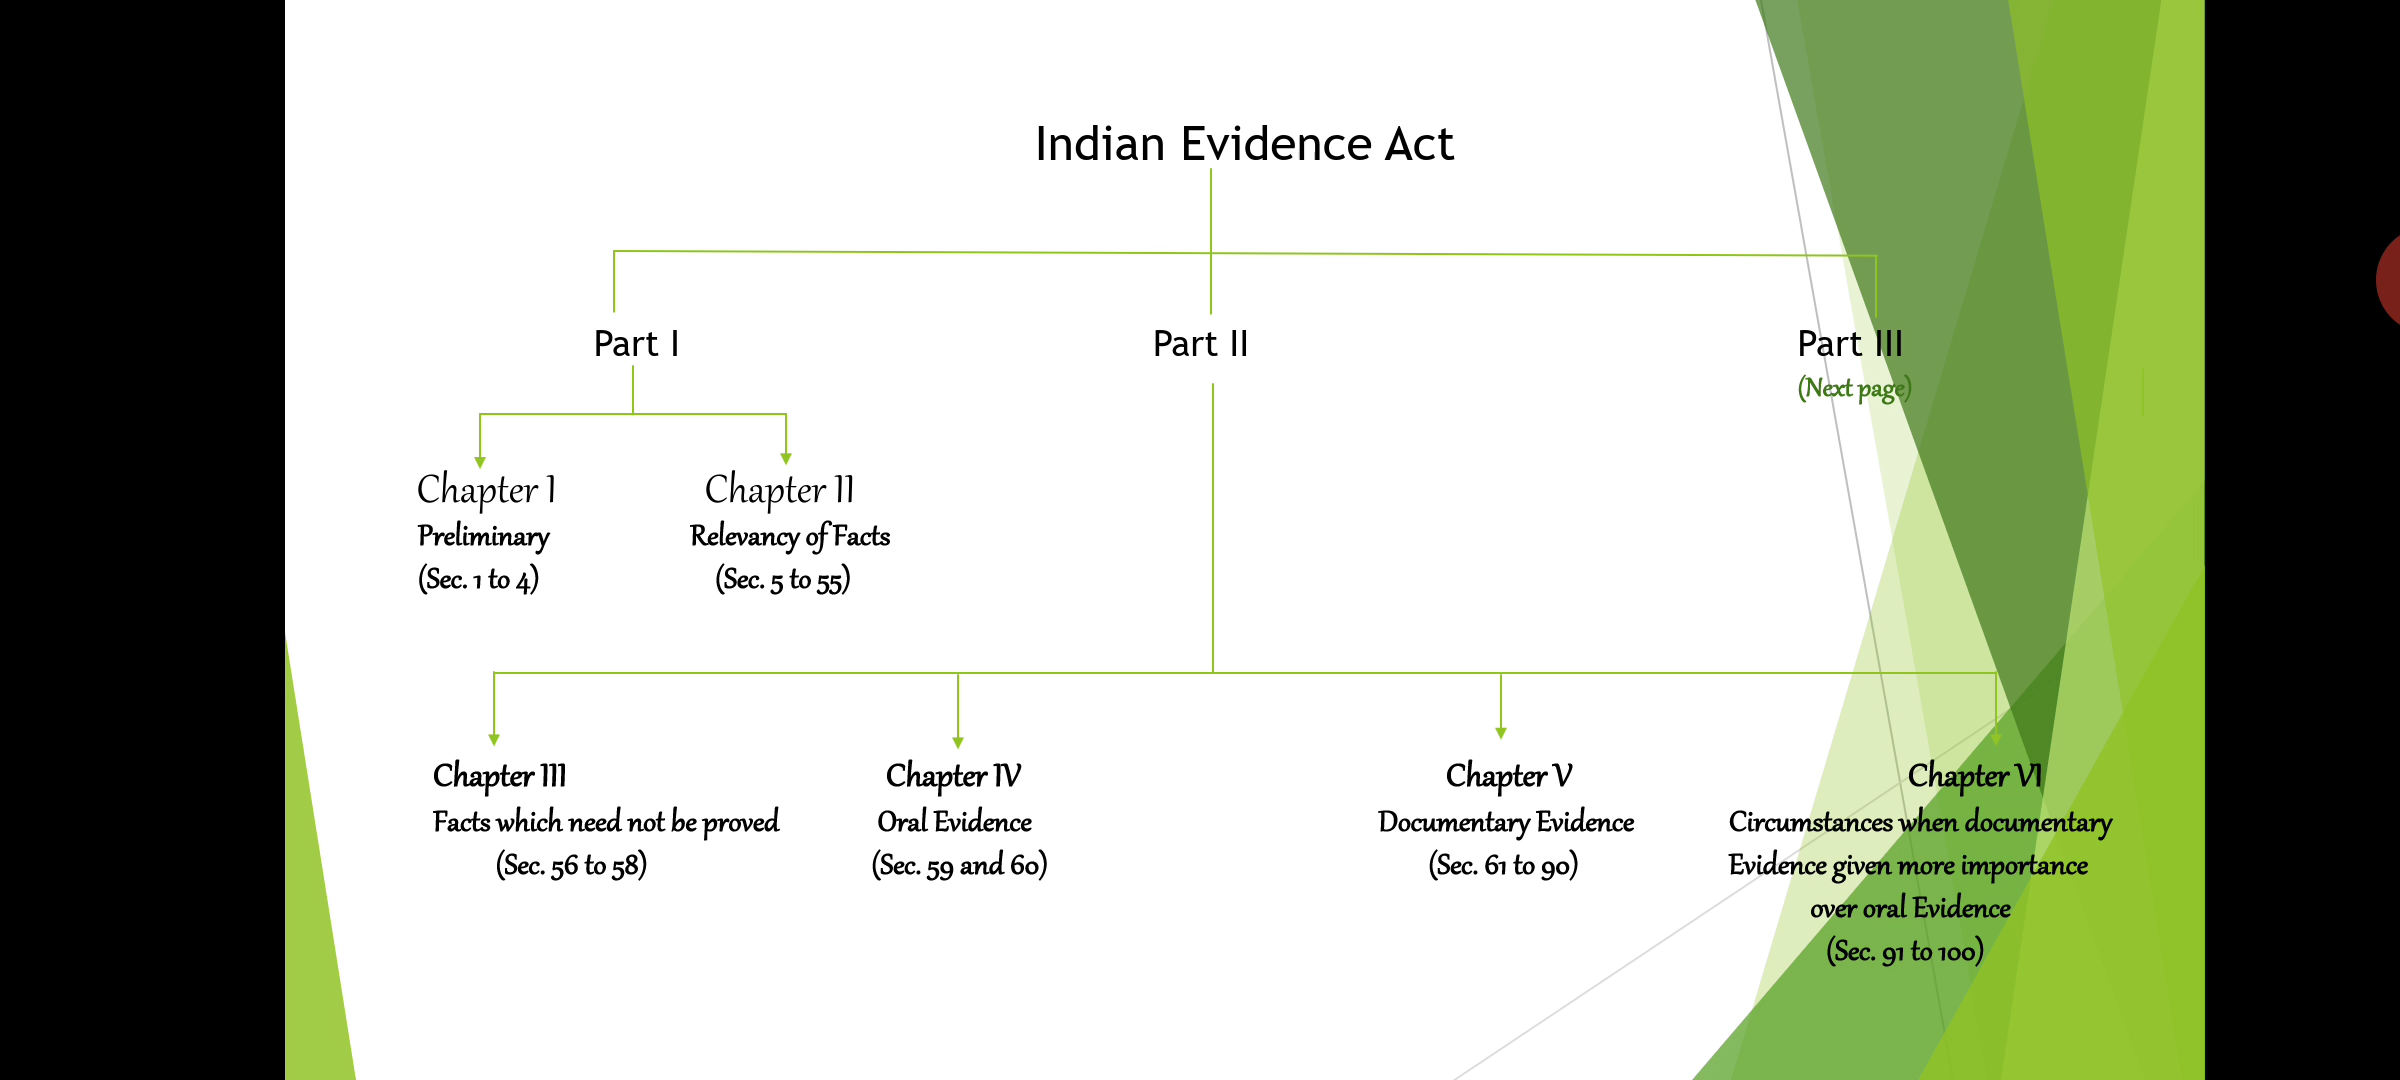 Indian Evidence Act
Part I
Part II
Part III
(Next page)
Chapter I
Preliminary
(Sec. 1 to 4)
Chapter II
Relevancy of Facts
(Sec. 5 to 55)
Chapter III
Facts which need not be proved
(Sec. 56 to 58)
Chapter IV
Oral Evidence
(Sec. 59 and 60)
Chapter V
Documentary Evidence
(Sec. 61 to 90)
Chapter VI
Circumstances when documentary
Evidence given more importance
over oral Evidence
(Sec. 91 to 100)